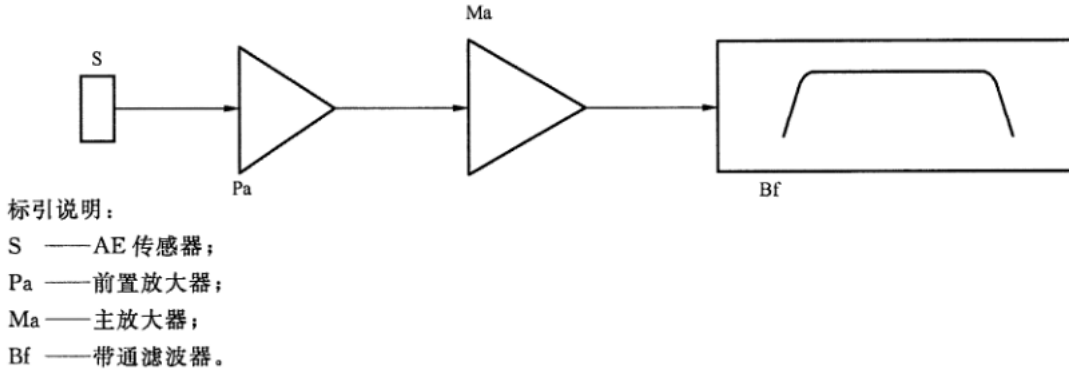 Ma
S
Pa
Bf
标引说明：
S ——AE 传感器；
Pa ——前置放大器；
Ma ——主放大器；
Bf ——带通滤波器。